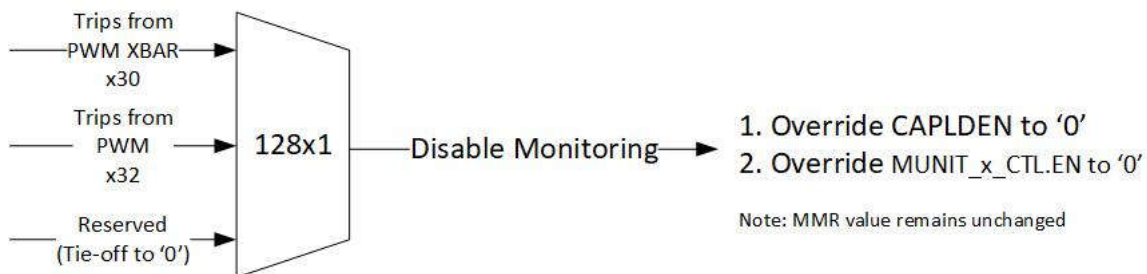 Trips from
PWM XBAR
x30
Trips from
PWM
x32
Reserved
(Tie-off to ‘0’)
128x1
Disable Monitoring
1. Override CAPLDEN to ‘0’
2. Override MUNIT_x_CTL.EN to ‘0’
Note: MMR value remains unchanged